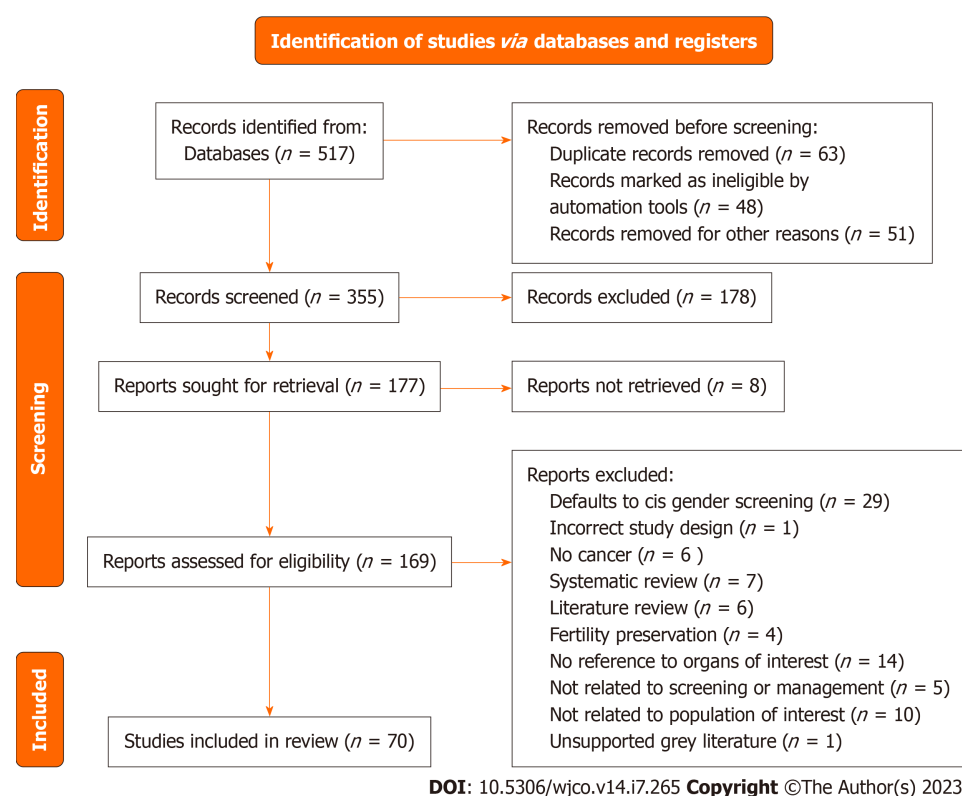 Identification of studies via databases and registers
Identification
Records identified from:
Databases (n = 517)
Records removed before screening:
Duplicate records removed (n = 63)
Records marked as ineligible by
automation tools (n = 48)
Records removed for other reasons (n = 51)
Screening
Records screened (n = 355)
Records excluded (n = 178)
Reports sought for retrieval (n = 177)
Reports not retrieved (n = 8)
Reports assessed for eligibility (n = 169)
Reports excluded:
Defaults to cis gender screening (n = 29)
Incorrect study design (n = 1)
No cancer (n = 6 )
Systematic review (n = 7)
Literature review (n = 6)
Fertility preservation (n = 4)
No reference to organs of interest (n = 14)
Not related to screening or management (n = 5)
Not related to population of interest (n = 10)
Unsupported grey literature (n = 1)
Included
Studies included in review (n = 70)
DOI: 10.5306/wjco.v14.i7.265 Copyright ©The Author(s) 2023